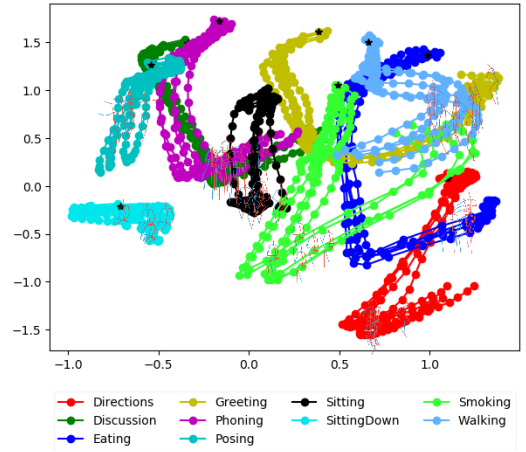 1.5
1.0
0.5
0.0
−0.5
−1.0
−1.5
−1.0 −0.5 0.0 0.5 1.0
Directions Greeting Sitting Smoking
Discussion Phoning SittingDown Walking
Eating Posing